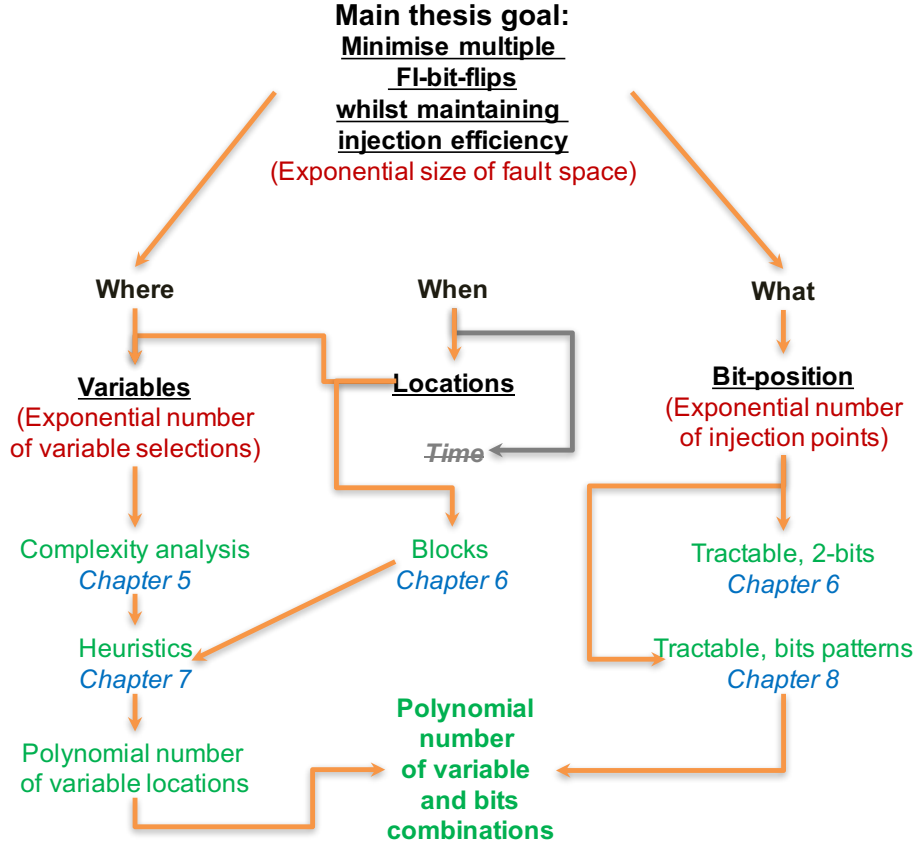 Main thesis goal:
Minimise multiple
FI-bit-flips
whilst maintaining
injection efficiency
(Exponential size of fault space)
Where
When
What
Variables
(Exponential number
of variable selections)
Locations
Bit-position
(Exponential number
of injection points)
Time
Complexity analysis
Chapter 5
Blocks
Chapter 6
Tractable, 2-bits
Chapter 6
Heuristics
Chapter 7
Tractable, bits patterns
Chapter 8
Polynomial number
of variable locations
Polynomial
number
of variable
and bits
combinations